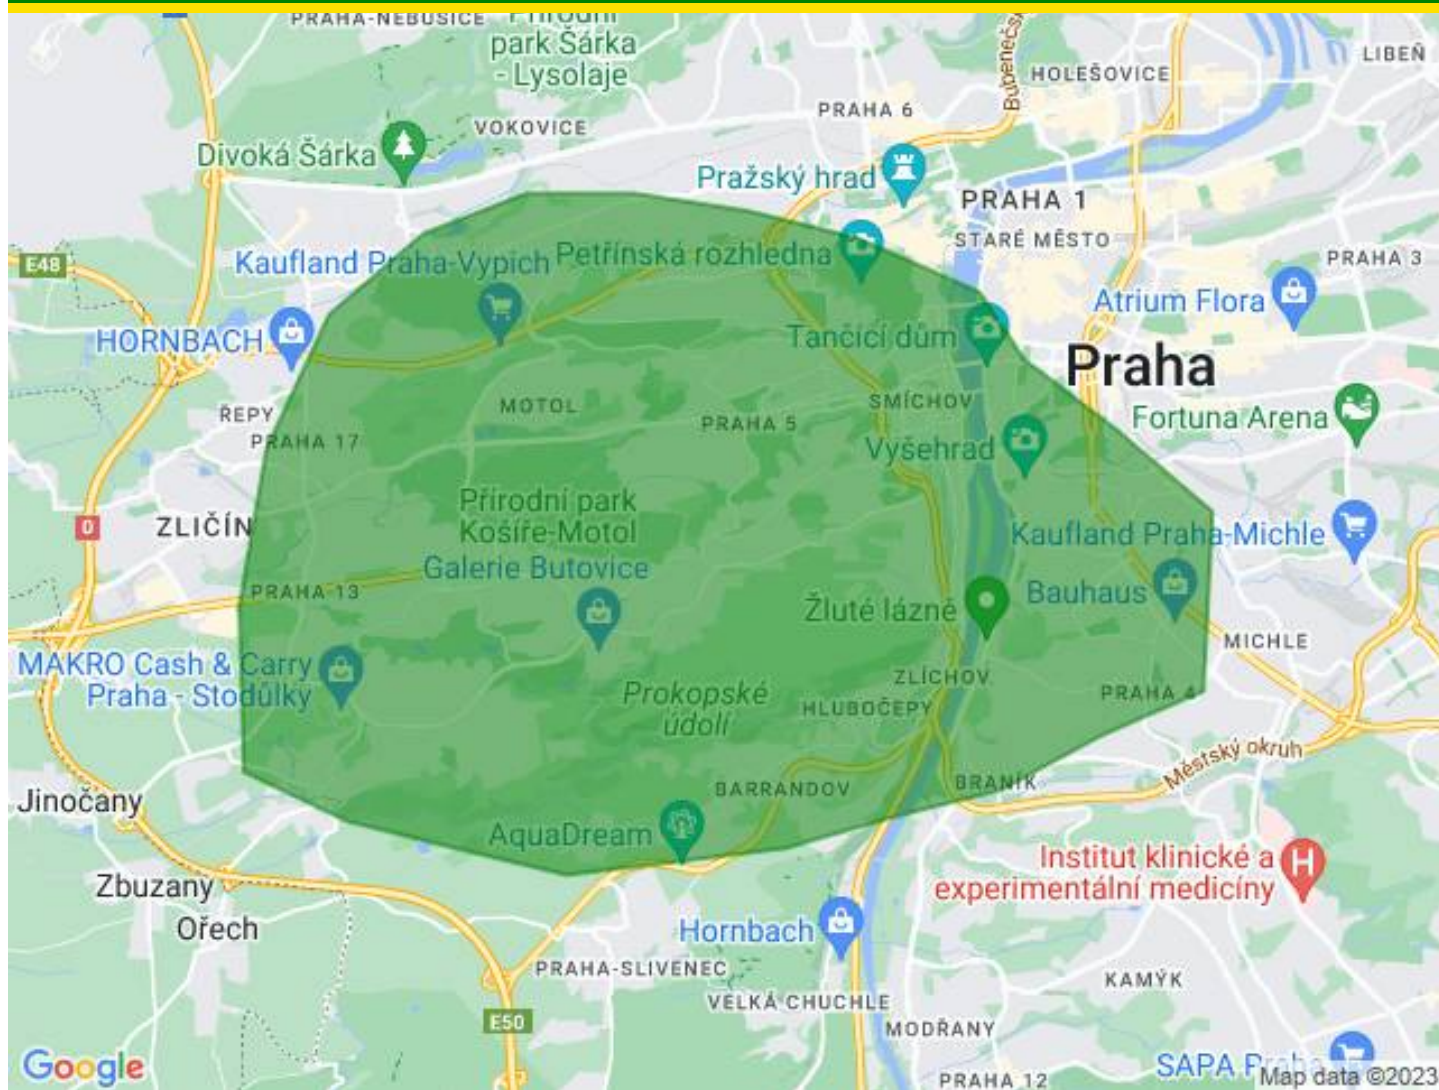 PRAHA-NEBUŠICE
Přírodní
park Šárka
- Lysolaje
LIBEŇ
HOLEŠOVICE
PRAHA 6
VOKOVICE
Divoká Šárka
Pražský hrad
PRAHA 1
STARÉ MĚSTO
PRAHA 3
E48
Kaufland Praha-Vypich
Petřínská rozhledna
Atrium Flora
HORNBACH
Tančící dům
Praha
ŘEPY
MOTOL
SMÍCHOV
Fortuna Arena
PRAHA 17
PRAHA 5
Vyšehrad
Přírodní park
Košíře-Motol
0
ZLIČÍN
Kaufland Praha-Michle
Galerie Butovice
PRAHA-13
Bauhaus
Žluté lázně
MICHLE
MAKRO Cash & Carry
Praha - Stodůlky
ZLÍCHOV
Prokopské
údolí
HLUBOČEPY
PRAHA 4
Městský okruh
BRANÍK
BARRANDOV
Jinočany
AquaDream
Institut klinické a
experimentální medicíny
Zbuzany
Ořech
Hornbach
PRAHA-SLIVENEC
KAMÝK
VELKÁ CHUCHLE
E50
MODŘANY
Google
SAPA
PRAHA 12
Map data ©2023